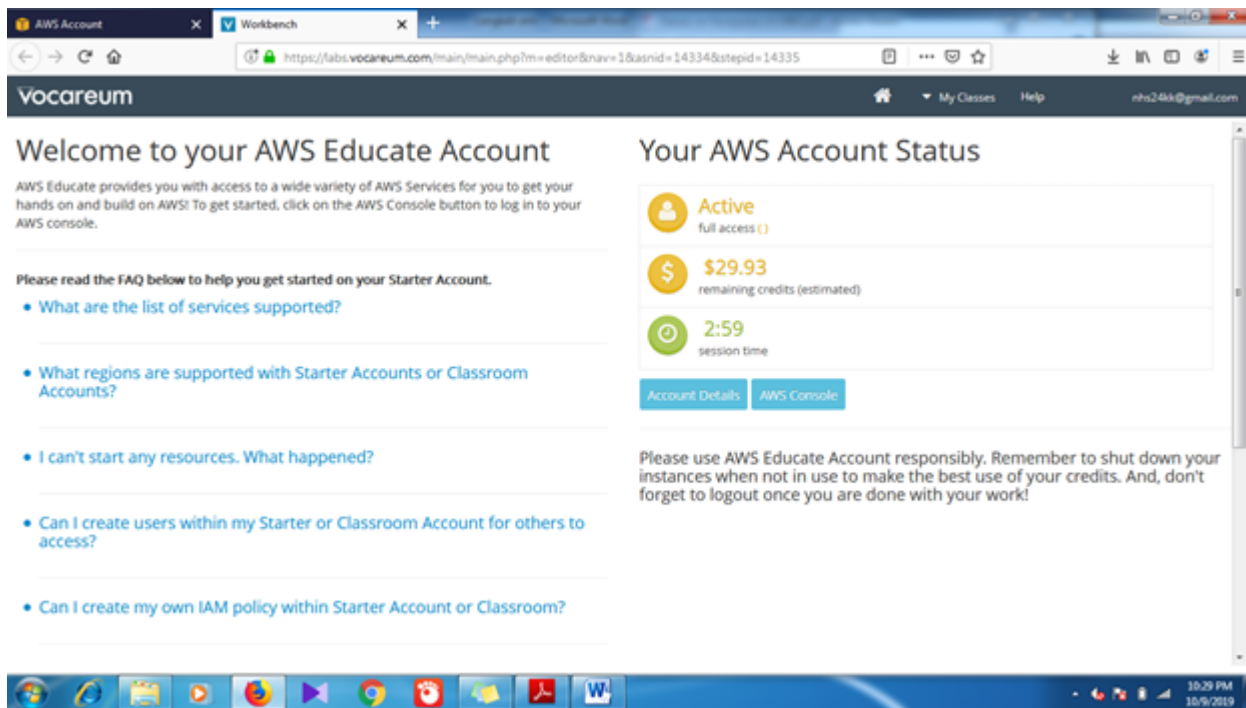 AWS Account
Workbench
https://labs.vocareum.com/main/main.php?m=editor&nav=1&asnid=14334&stepid=14335
Vocareum
My Classes
Help
nhs24kk@gmail.com
Welcome to your AWS Educate Account
AWS Educate provides you with access to a wide variety of AWS Services for you to get your
hands on and build on AWS! To get started, click on the AWS Console button to log in to your
AWS console.
Please read the FAQ below to help you get started on your Starter Account.
What are the list of services supported?
What regions are supported with Starter Accounts or Classroom
Accounts?
I can't start any resources. What happened?
Can I create users within my Starter or Classroom Account for others to
access?
Can I create my own IAM policy within Starter Account or Classroom?
Your AWS Account Status
Active
full access ( )
$29.93
remaining credits (estimated)
2:59
session time
Account Details
AWS Console
Please use AWS Educate Account responsibly. Remember to shut down your
instances when not in use to make the best use of your credits. And, don't
forget to logout once you are done with your work!
10:29 PM
10/9/2019